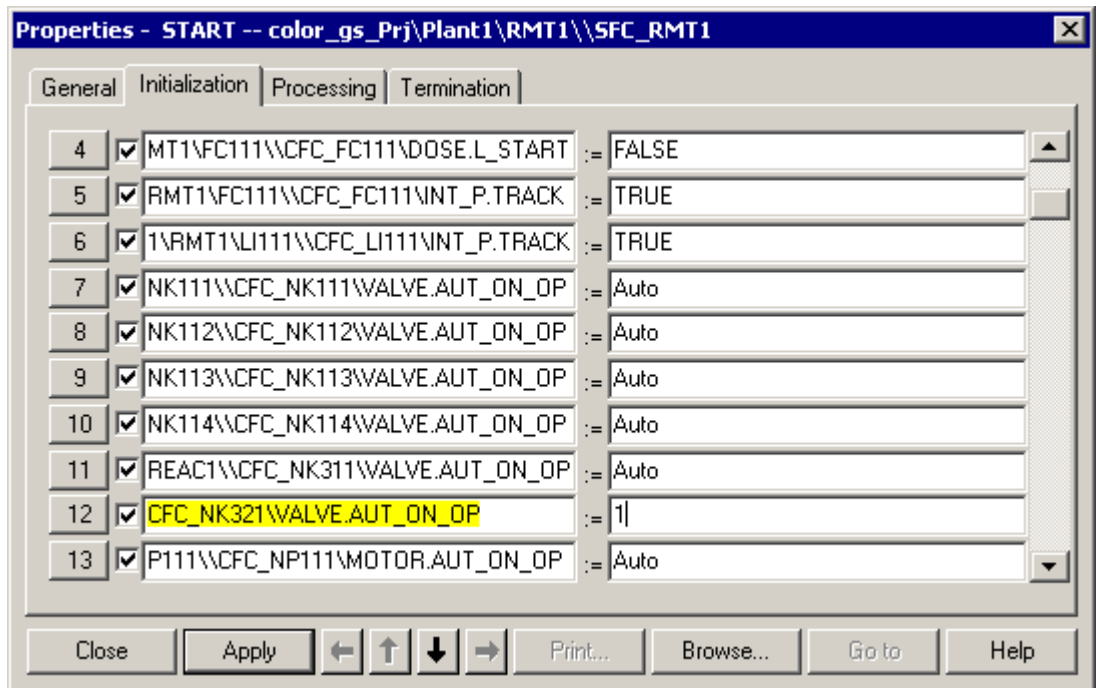 Properties - START -- color_gs_Prj\Plant1\RMT1\\SFC_RMT1
General Initialization Processing Termination
4 MT1\FC111\\CFC_FC111\DOSE.L_START := FALSE
5 RMT1\FC111\\CFC_FC111\INT_P.TRACK := TRUE
6 1\RMT1\LI111\\CFC_LI111\INT_P.TRACK := TRUE
7 NK111\\CFC_NK111\VALVE.AUT_ON_OP := Auto
8 NK112\\CFC_NK112\VALVE.AUT_ON_OP := Auto
9 NK113\\CFC_NK113\VALVE.AUT_ON_OP := Auto
10 NK114\\CFC_NK114\VALVE.AUT_ON_OP := Auto
11 REAC1\\CFC_NK311\VALVE.AUT_ON_OP := Auto
12 CFC_NK321\VALVE.AUT_ON_OP := 1
13 P111\\CFC_NP111\MOTOR.AUT_ON_OP := Auto
Close Apply Print... Browse... Go to Help